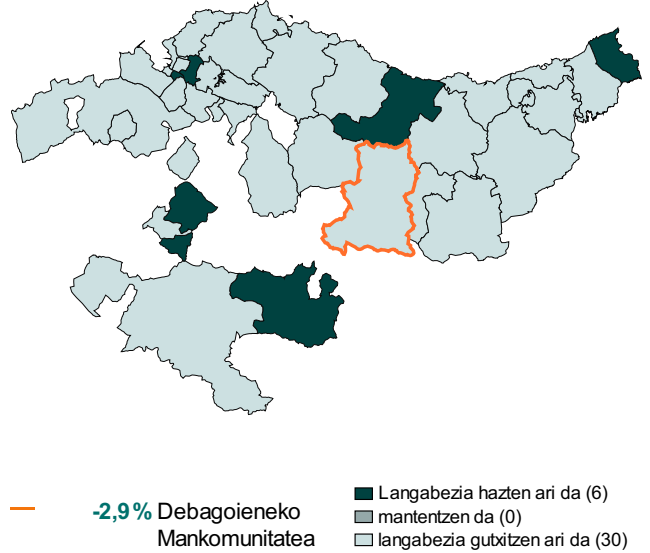 -2,9 % Debagoieneko
Mankomunitatea
Langabezia hazten ari da (6)
mantentzen da (0)
langabezia gutxitzen ari da (30)